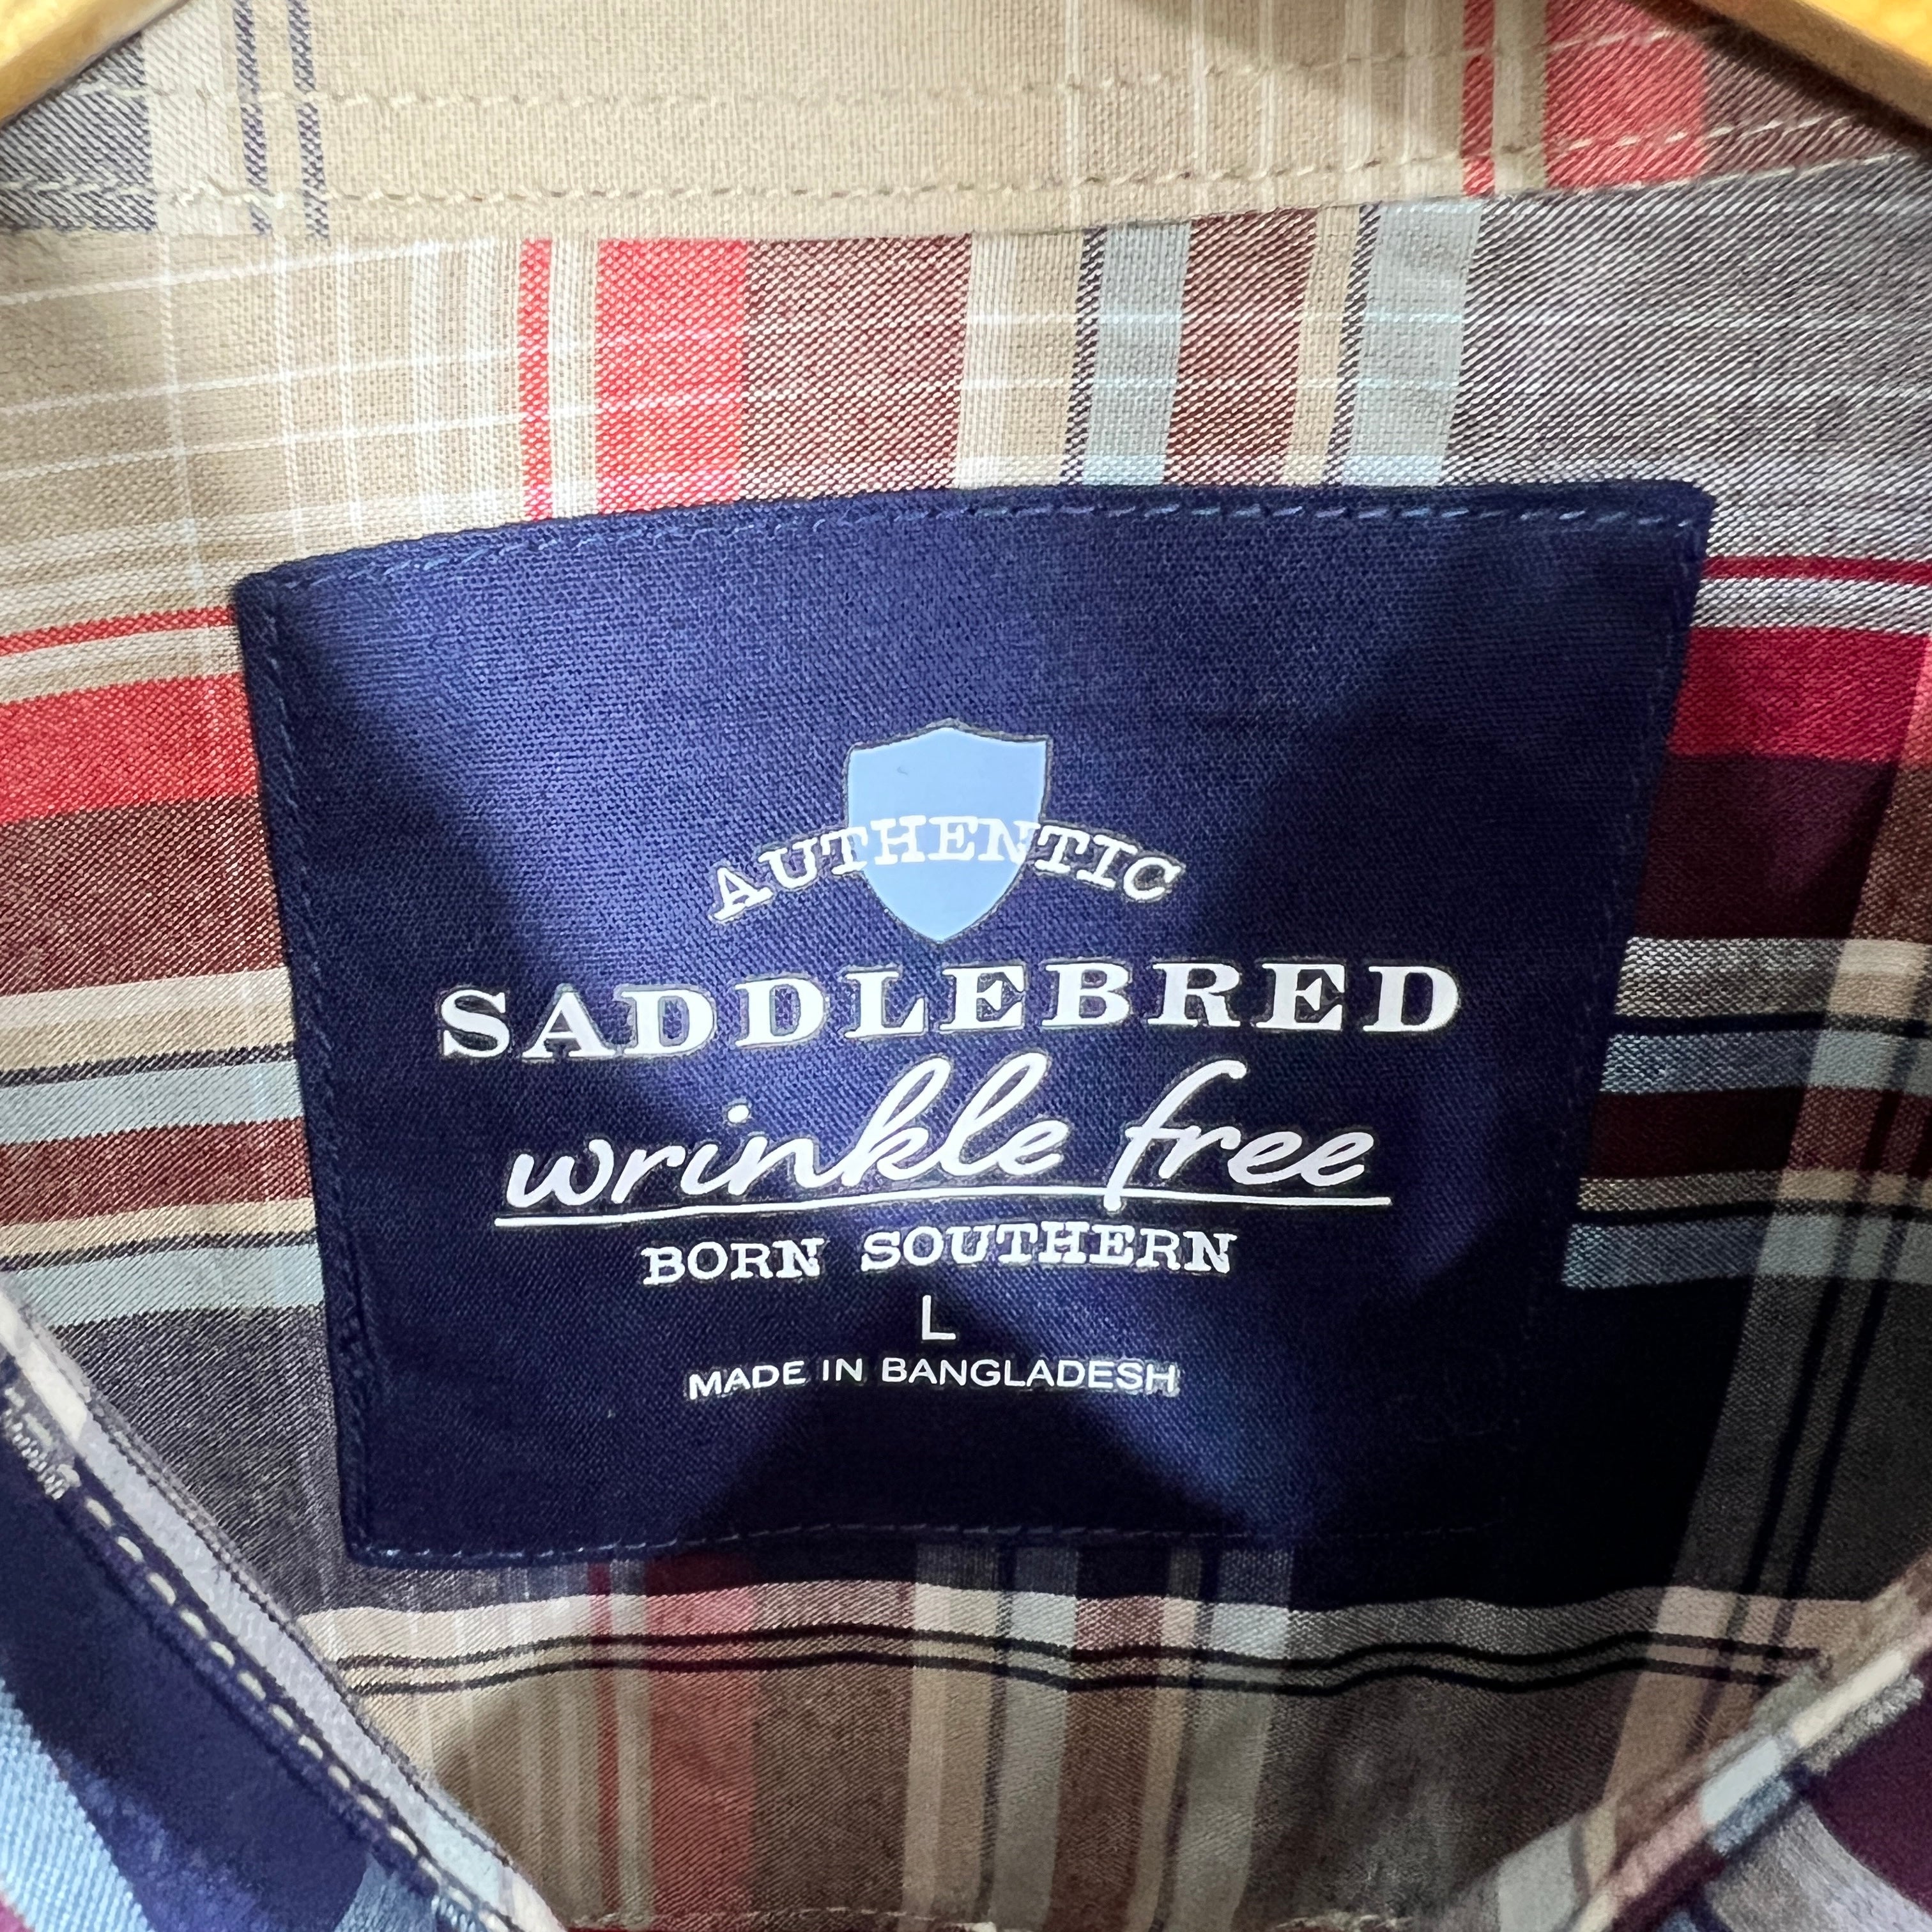 AUTHENTIC
SADDLEBRED
wrinkle free
BORN SOUTHERN
L
MADE IN BANGLADESH